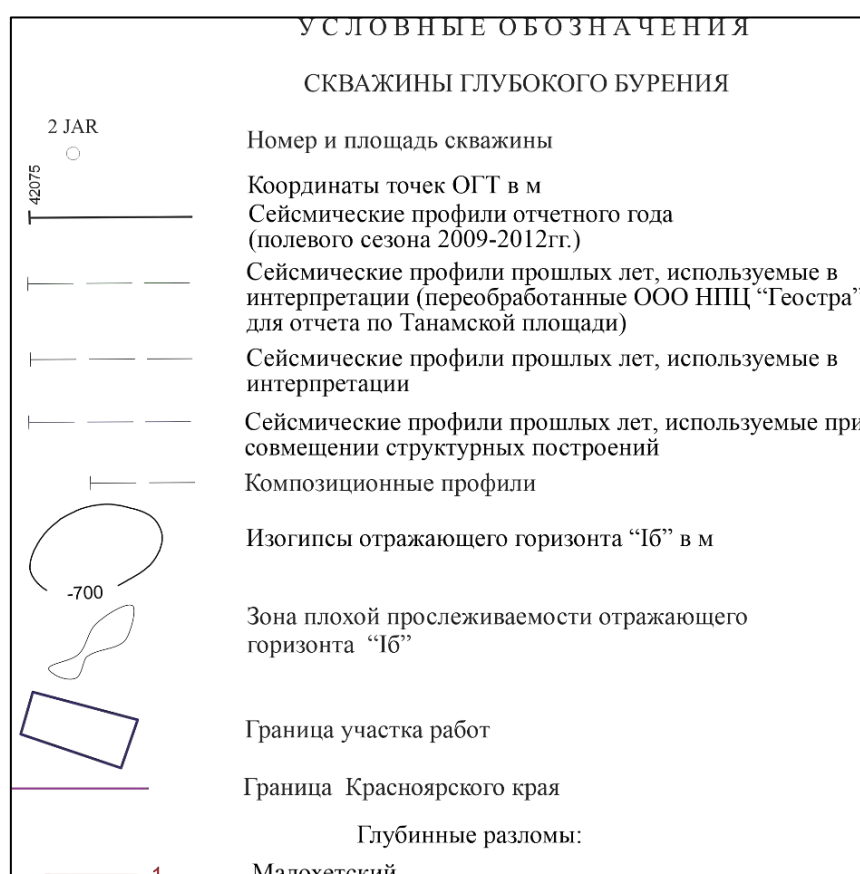 УСЛОВНЫЕ ОБОЗНАЧЕНИЯ
СКВАЖИНЫ ГЛУБОКОГО БУРЕНИЯ
2 JAR
Номер и площадь скважины
42075
Координаты точек ОГТ в м
Сейсмические профили отчетного года
(полевого сезона 2009-2012гг.)
Сейсмические профили прошлых лет, используемые в
интерпретации (переобработанные ООО НПЦ “Геостра”
для отчета по Танамской площади)
Сейсмические профили прошлых лет, используемые в
интерпретации
Сейсмические профили прошлых лет, используемые при
совмещении структурных построений
Композиционные профили
Изогипсы отражающего горизонта “Iб” в м
-700
Зона плохой прослеживаемости отражающего
горизонта “Iб”
Граница участка работ
Граница Красноярского края
Глубинные разломы:
1 Малохетский